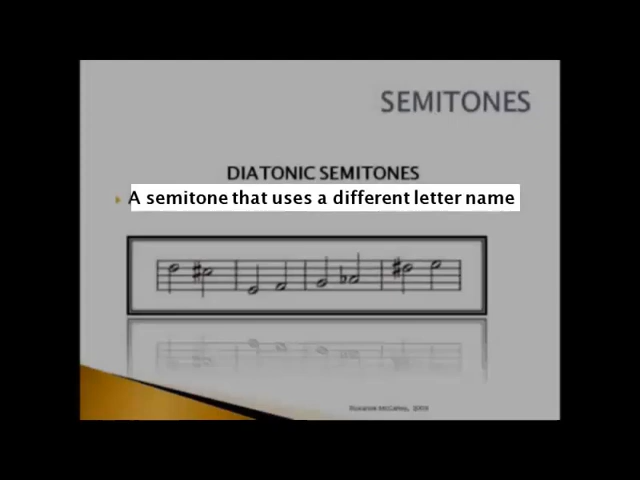 SEMITONES
DIATONIC SEMITONES
A semitone that uses a different letter name